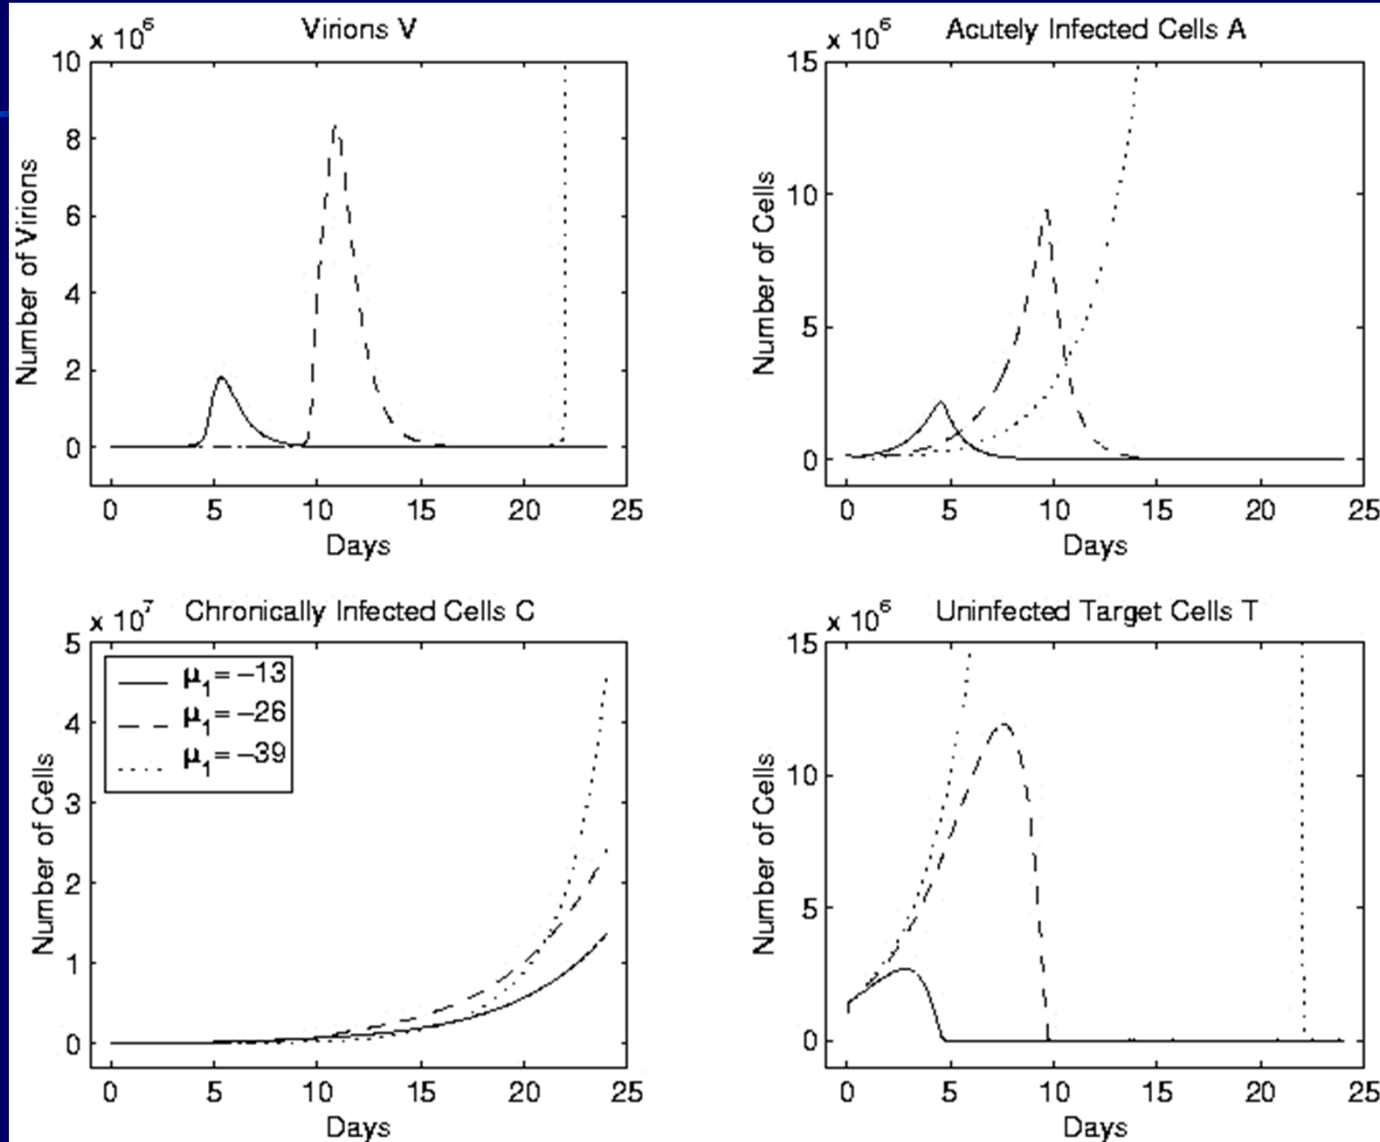 Virions V
x 10^6
Number of Virions
10
8
6
4
2
0
0 5 10 15 20 25
Days
Acutely Infected Cells A
x 10^6
Number of Cells
15
10
5
0
0 5 10 15 20 25
Days
Chronically Infected Cells C
x 10^7
Number of Cells
5
4
3
2
1
0
μ_1 = −13
μ_1 = −26
μ_1 = −39
0 5 10 15 20 25
Days
Uninfected Target Cells T
x 10^6
Number of Cells
15
10
5
0
0 5 10 15 20 25
Days